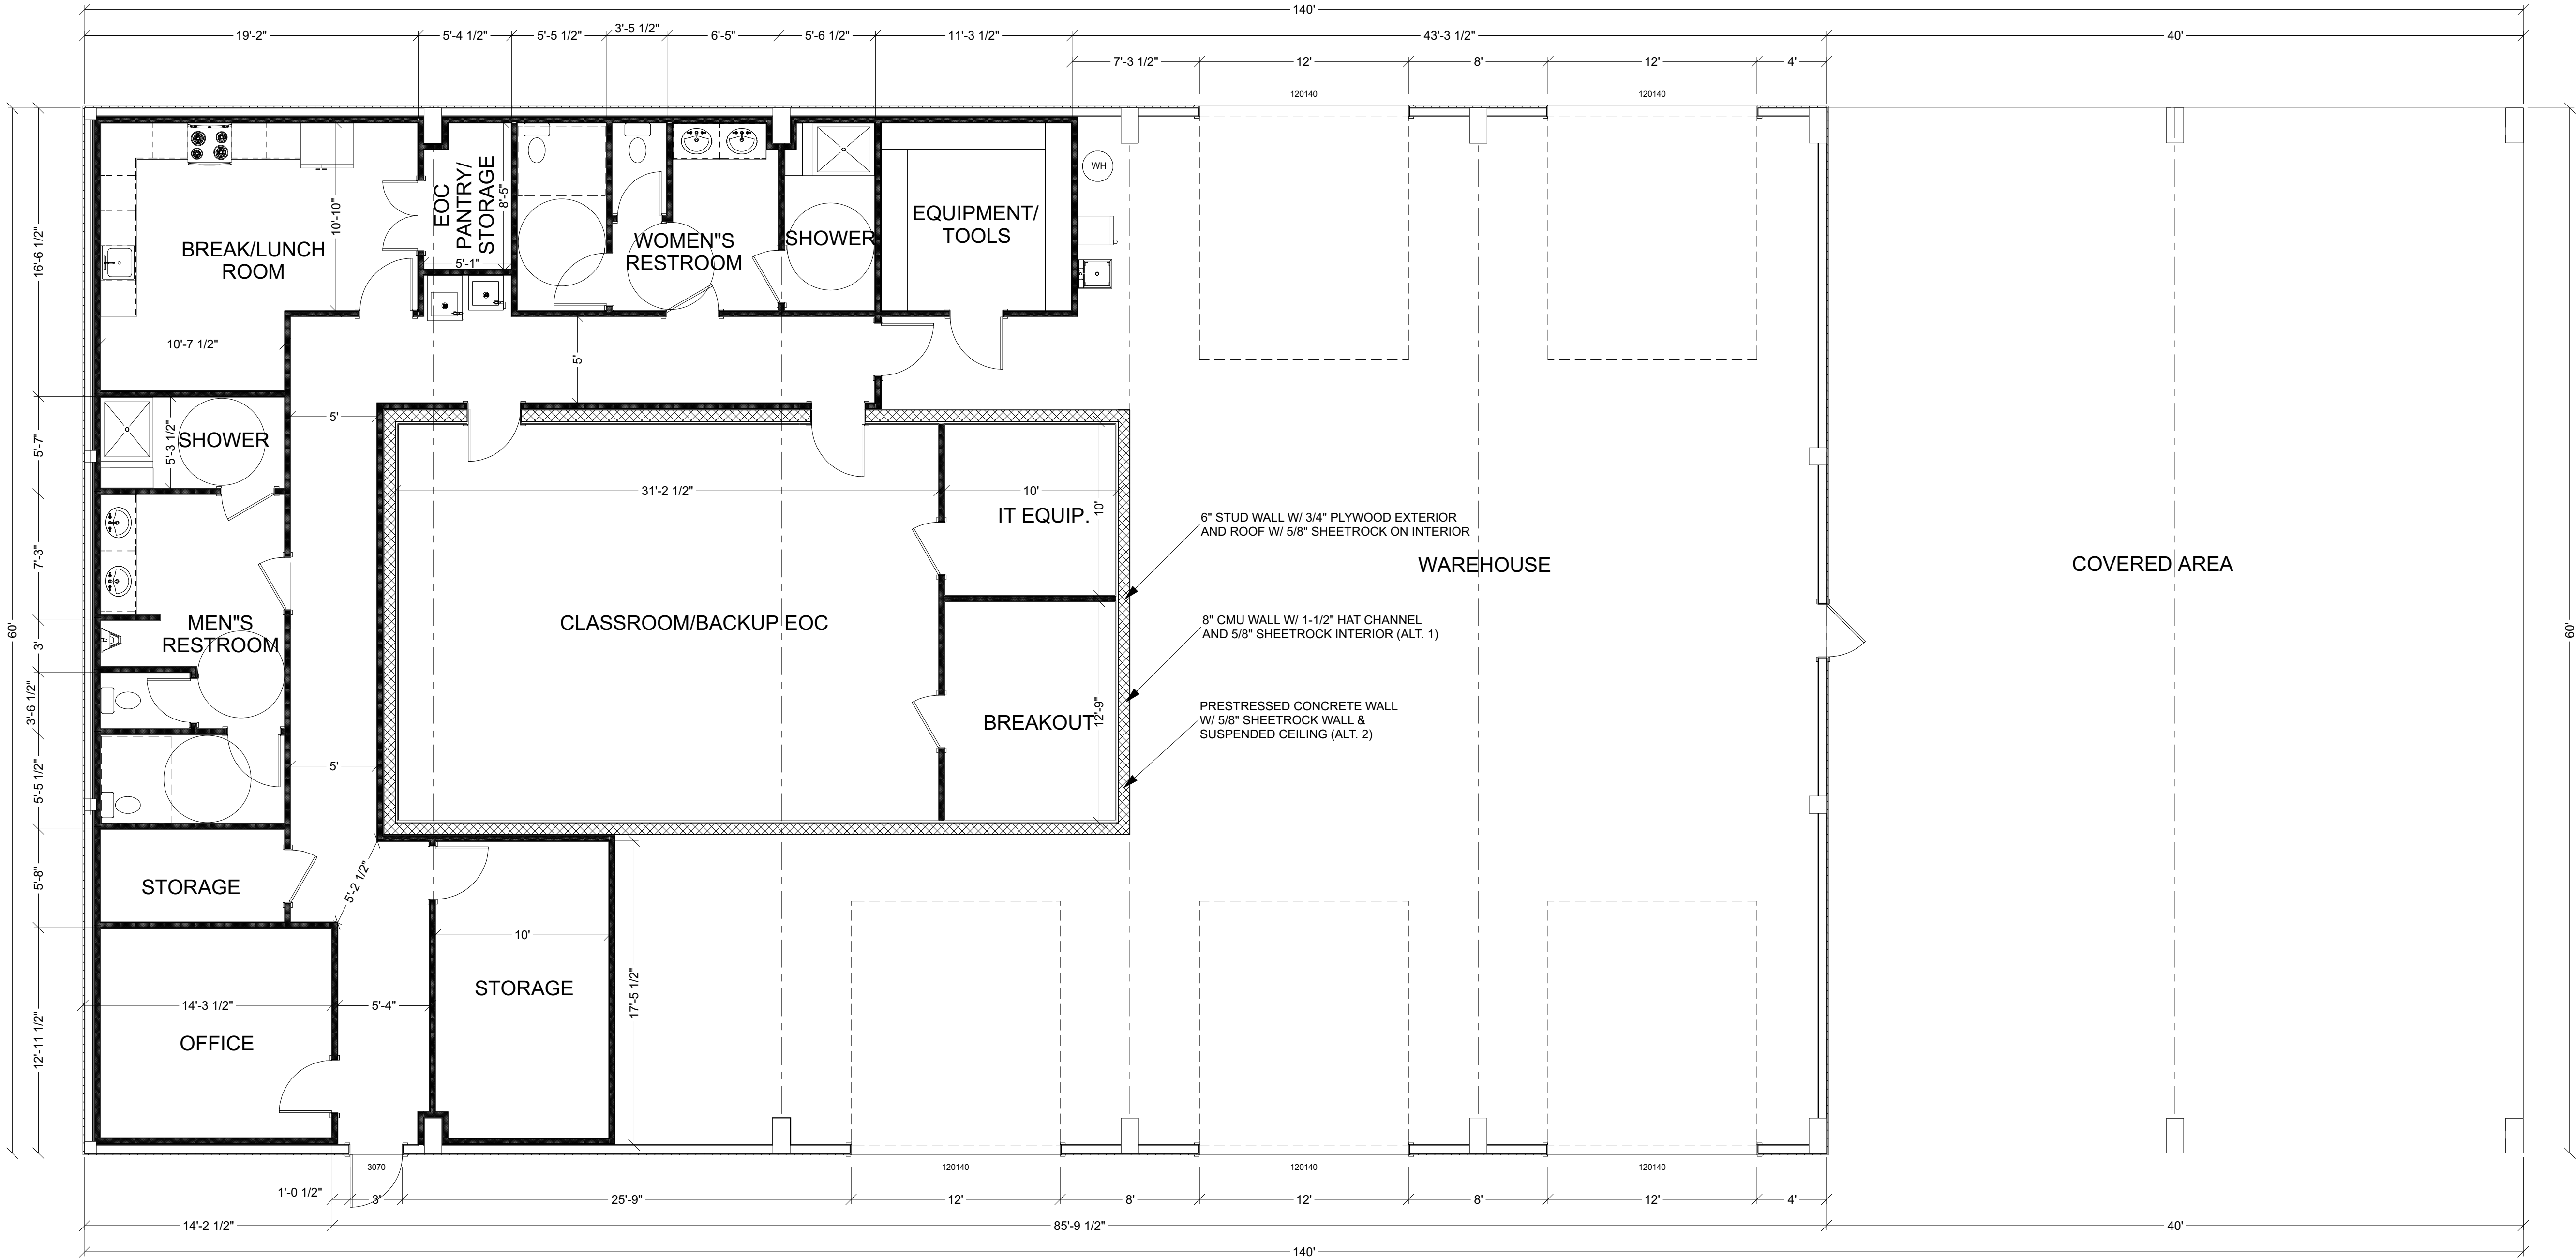 140'
19'-2"
5'-4 1/2"
5'-5 1/2"
3'-5 1/2"
6'-5"
5'-6 1/2"
11'-3 1/2"
43'-3 1/2"
40'
7'-3 1/2"
12'
8'
12'
4'
120140
120140
60'
16'-6 1/2"
5'-7"
7'-3"
3'
3'-6 1/2"
5'-5 1/2"
5'-8"
12'-11 1/2"
BREAK/LUNCH
ROOM
10'-10"
10'-7 1/2"
EOC
PANTRY/
STORAGE
8'-5"
5'-1"
WOMEN"S
RESTROOM
SHOWER
EQUIPMENT/
TOOLS
WH
5'
5'
SHOWER
5'-3 1/2"
MEN"S
RESTROOM
5'
31'-2 1/2"
10'
10'
IT EQUIP.
CLASSROOM/BACKUP EOC
BREAKOUT
12'-9"
6" STUD WALL W/ 3/4" PLYWOOD EXTERIOR
AND ROOF W/ 5/8" SHEETROCK ON INTERIOR
8" CMU WALL W/ 1-1/2" HAT CHANNEL
AND 5/8" SHEETROCK INTERIOR (ALT. 1)
PRESTRESSED CONCRETE WALL
W/ 5/8" SHEETROCK WALL &
SUSPENDED CEILING (ALT. 2)
WAREHOUSE
COVERED AREA
60'
STORAGE
5'-2 1/2"
10'
STORAGE
17'-5 1/2"
14'-3 1/2"
5'-4"
OFFICE
3070
120140
120140
120140
1'-0 1/2"
3'
25'-9"
12'
8'
12'
8'
12'
4'
14'-2 1/2"
85'-9 1/2"
40'
140'